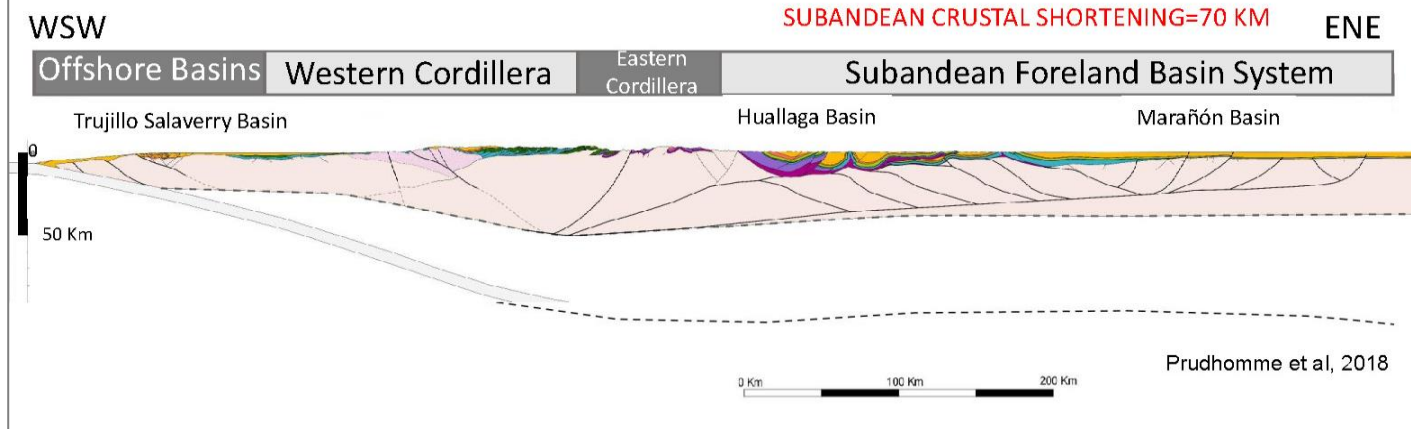 SUBANDEAN CRUSTAL SHORTENING=70 KM
WSW
ENE
Offshore Basins
Western Cordillera
Eastern
Cordillera
Subandean Foreland Basin System
Trujillo Salaverry Basin
Huallaga Basin
Marañón Basin
0
50 Km
Prudhomme et al, 2018
0 Km
100 Km
200 Km